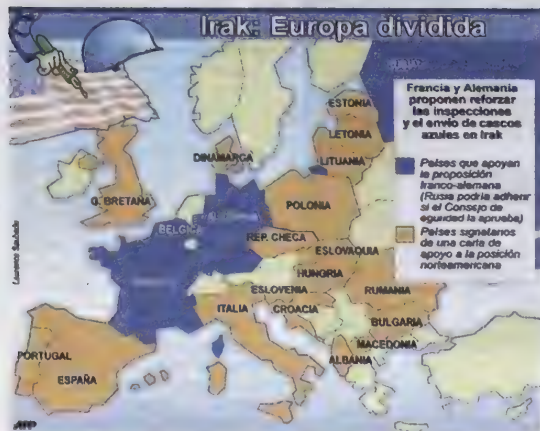 Irak: Europa dividida
Francia y Alemania
proponen reforzar
las inspecciones
y el envío de cascos
azules en Irak
Países que apoyan
la proposición
franco-alemana
(Rusia podría adherir
si el Consejo de
eguridad la aprueba)
Países signatarios
de una carta de
apoyo a la posición
norteamericana
ESTONIA
LETONIA
LITUANIA
DINAMARCA
G. BRETAÑA
POLONIA
BELGICA
REP. CHECA
ESLOVAQUIA
HUNGRIA
ESLOVENIA
RUMANIA
ITALIA
CROACIA
BULGARIA
MACEDONIA
ALBANIA
PORTUGAL
ESPAÑA
AFP